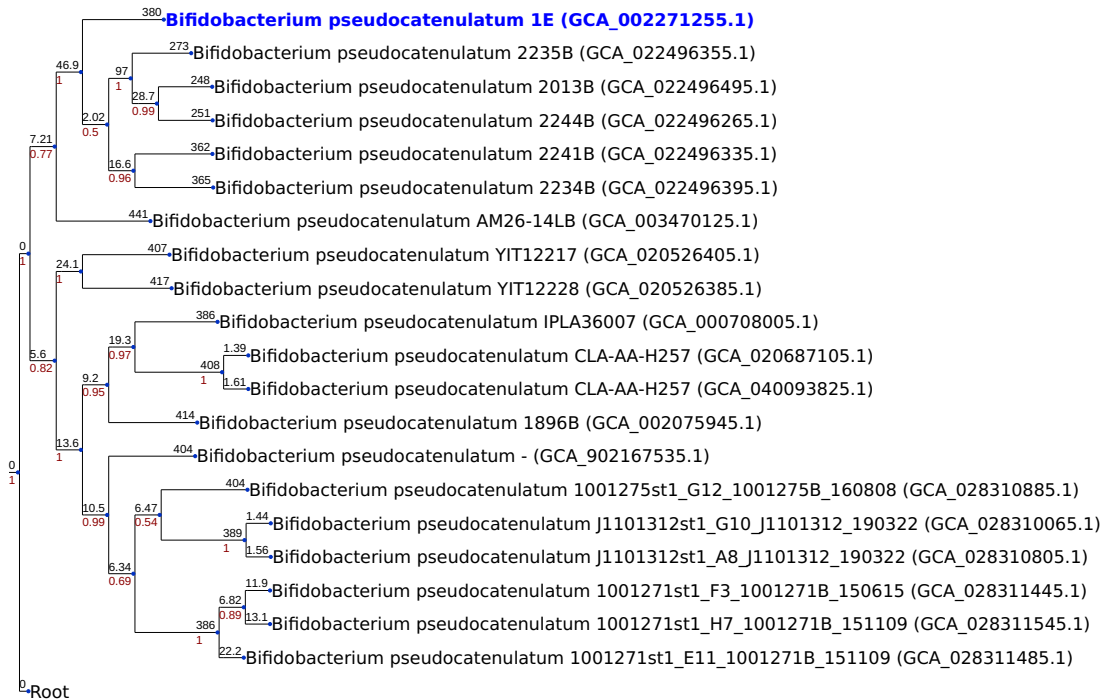 380 Bifidobacterium pseudocatenulatum 1E (GCA_002271255.1)
273 Bifidobacterium pseudocatenulatum 2235B (GCA_022496355.1)
46.9 97
1 1
248 Bifidobacterium pseudocatenulatum 2013B (GCA_022496495.1)
28.7
0.99
251 Bifidobacterium pseudocatenulatum 2244B (GCA_022496265.1)
2.02
0.5
7.21
0.77
362 Bifidobacterium pseudocatenulatum 2241B (GCA_022496335.1)
16.6
0.96
365 Bifidobacterium pseudocatenulatum 2234B (GCA_022496395.1)
441 Bifidobacterium pseudocatenulatum AM26-14LB (GCA_003470125.1)
0
1
407 Bifidobacterium pseudocatenulatum YIT12217 (GCA_020526405.1)
24.1
1
417 Bifidobacterium pseudocatenulatum YIT12228 (GCA_020526385.1)
386 Bifidobacterium pseudocatenulatum IPLA36007 (GCA_000708005.1)
19.3
0.97
5.6
0.82
1.39 Bifidobacterium pseudocatenulatum CLA-AA-H257 (GCA_020687105.1)
408
1
9.2
0.95
1.61 Bifidobacterium pseudocatenulatum CLA-AA-H257 (GCA_040093825.1)
414 Bifidobacterium pseudocatenulatum 1896B (GCA_002075945.1)
13.6
1
404 Bifidobacterium pseudocatenulatum - (GCA_902167535.1)
0
1
404 Bifidobacterium pseudocatenulatum 1001275st1_G12_1001275B_160808 (GCA_028310885.1)
10.5 6.47
0.99 0.54
1.44 Bifidobacterium pseudocatenulatum J1101312st1_G10_J1101312_190322 (GCA_028310065.1)
389
1
1.56 Bifidobacterium pseudocatenulatum J1101312st1_A8_J1101312_190322 (GCA_028310805.1)
6.34
0.69
11.9 Bifidobacterium pseudocatenulatum 1001271st1_F3_1001271B_150615 (GCA_028311445.1)
6.82
0.89
13.1 Bifidobacterium pseudocatenulatum 1001271st1_H7_1001271B_151109 (GCA_028311545.1)
386
1
22.2 Bifidobacterium pseudocatenulatum 1001271st1_E11_1001271B_151109 (GCA_028311485.1)
0 Root